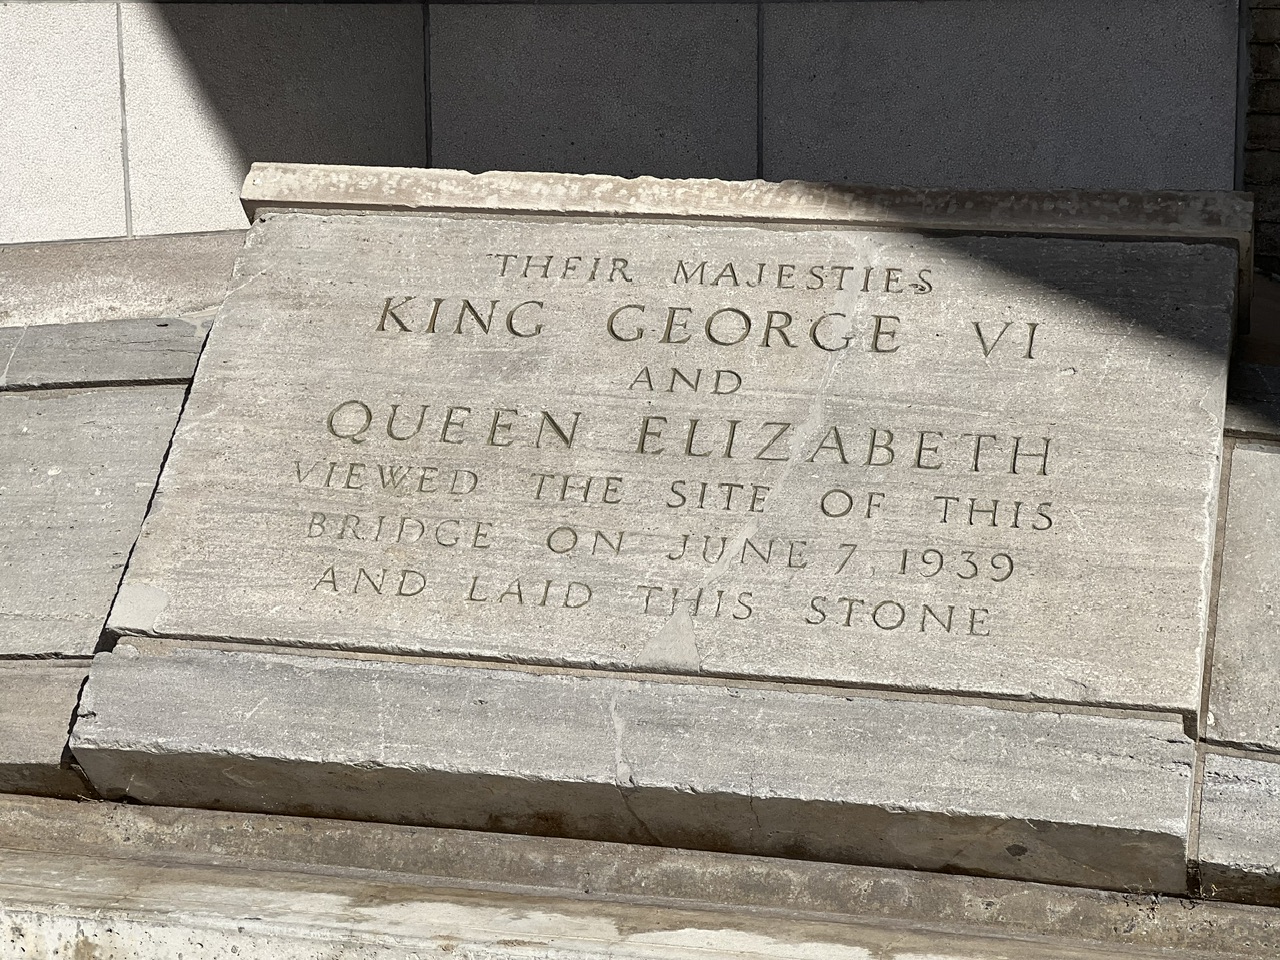 THEIR MAJESTIES
KING GEORGE VI
AND
QUEEN ELIZABETH
VIEWED THE SITE OF THIS
BRIDGE ON JUNE 7, 1939
AND LAID THIS STONE